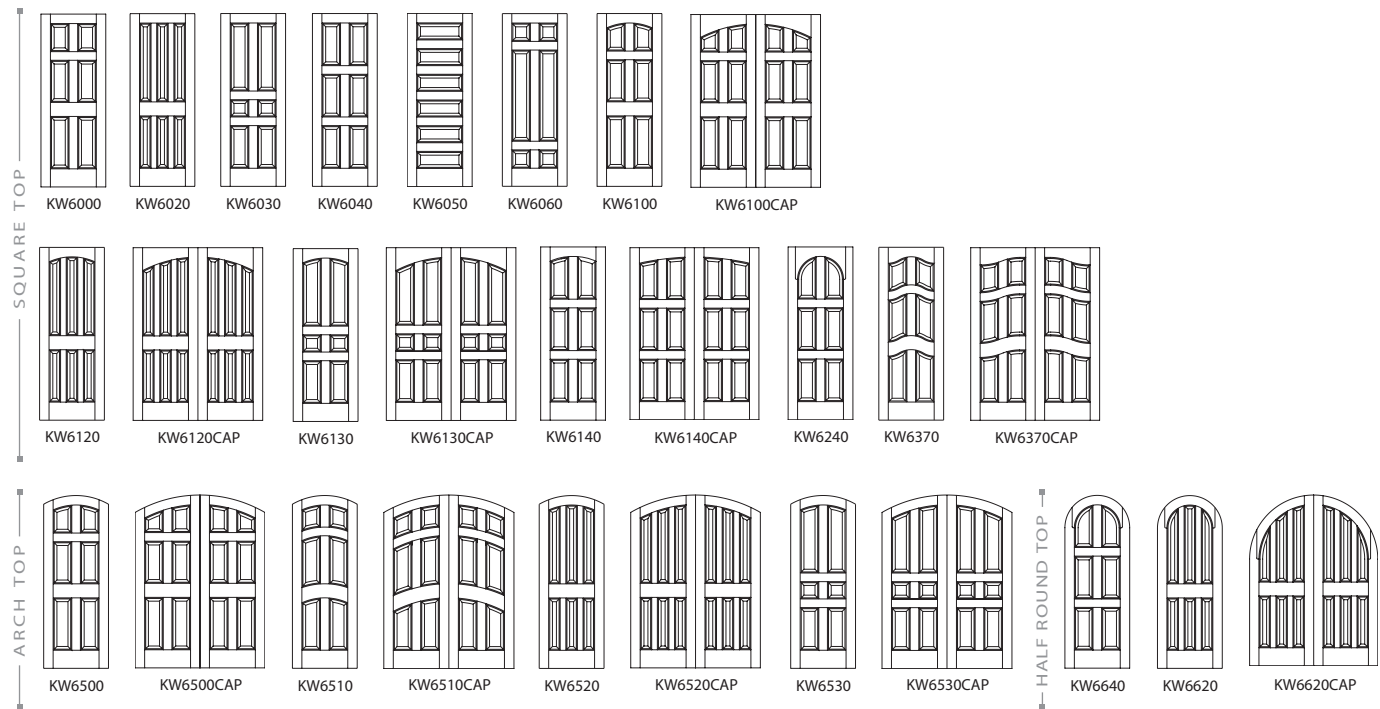 SQUARE TOP
KW6000 KW6020 KW6030 KW6040 KW6050 KW6060 KW6100 KW6100CAP
KW6120 KW6120CAP KW6130 KW6130CAP KW6140 KW6140CAP KW6240 KW6370 KW6370CAP
ARCH TOP
KW6500 KW6500CAP KW6510 KW6510CAP KW6520 KW6520CAP KW6530 KW6530CAP
HALF ROUND TOP
KW6640 KW6620 KW6620CAP